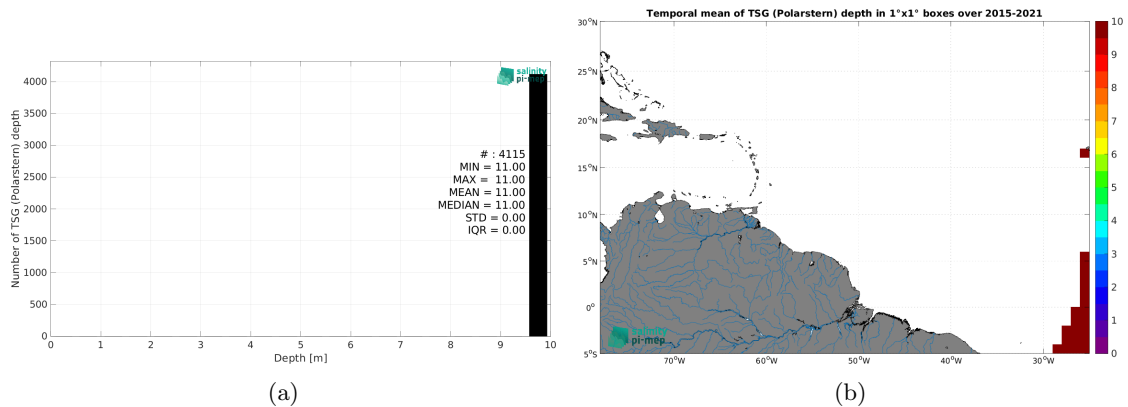 Number of TSG (Polarstern) depth
4000
3500
3000
2500
2000
1500
1000
500
0
salinity
pi-mep
# : 4115
MIN = 11.00
MAX = 11.00
MEAN = 11.00
MEDIAN = 11.00
STD = 0.00
IQR = 0.00
0 1 2 3 4 5 6 7 8 9 10
Depth [m]
(a)
Temporal mean of TSG (Polarstern) depth in 1°x1° boxes over 2015-2021
30°N
25°N
20°N
15°N
10°N
5°N
0°
5°S
70°W 60°W 50°W 40°W 30°W
salinity
pi-mep
10
9
8
7
6
5
4
3
2
1
0
(b)